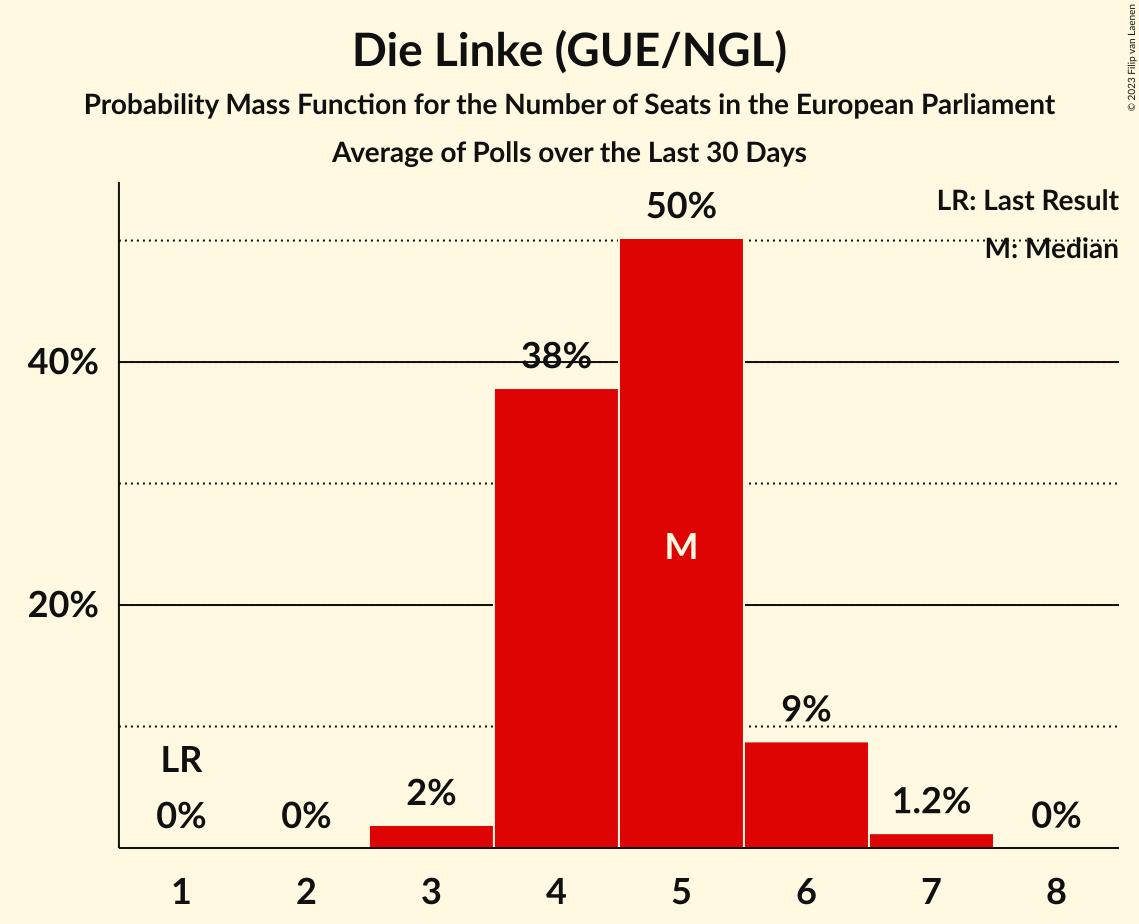 Die Linke (GUE/NGL)
Probability Mass Function for the Number of Seats in the European Parliament
Average of Polls over the Last 30 Days
© 2023 Filip van Laenen
LR: Last Result
M: Median
50%
38%
40%
M
20%
9%
LR
2%
1.2%
0%
0%
0%
1 2 3 4 5 6 7 8